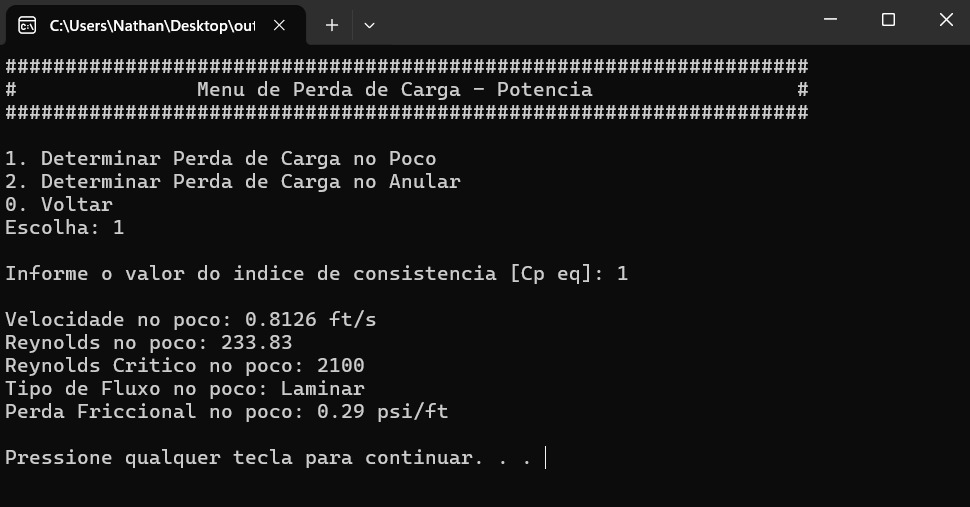 C:\Users\Nathan\Desktop\out
###################################################################
#               Menu de Perda de Carga - Potencia                 #
###################################################################
1. Determinar Perda de Carga no Poco
2. Determinar Perda de Carga no Anular
0. Voltar
Escolha: 1
Informe o valor do indice de consistencia [Cp eq]: 1
Velocidade no poco: 0.8126 ft/s
Reynolds no poco: 233.83
Reynolds Critico no poco: 2100
Tipo de Fluxo no poco: Laminar
Perda Friccional no poco: 0.29 psi/ft
Pressione qualquer tecla para continuar. . .